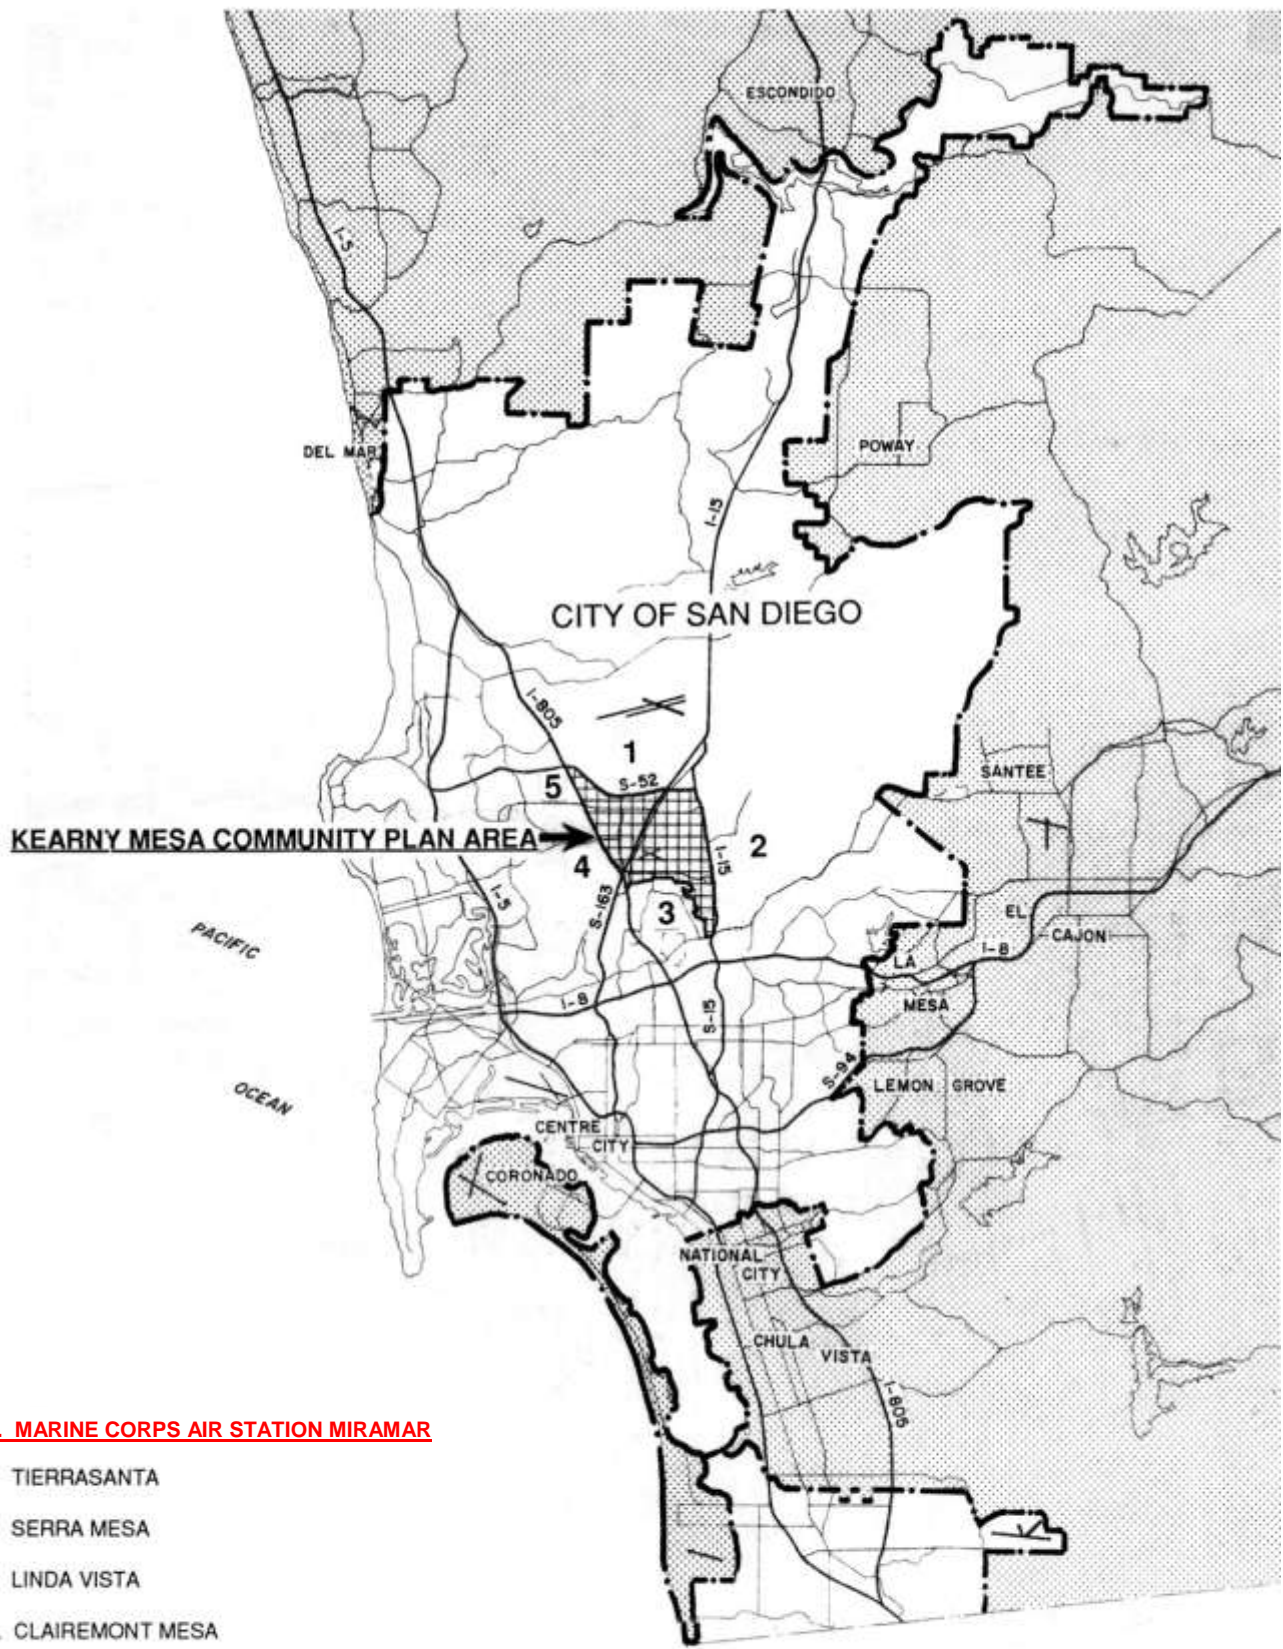 ESCONDIDO
I-5
DEL MAR
POWAY
I-15
CITY OF SAN DIEGO
I-805
1
SANTEE
5
S-52
KEARNY MESA COMMUNITY PLAN AREA
2
I-15
4
I-5
S-163
3
EL
CAJON
PACIFIC
I-8
LA
MESA
I-8
S-15
S-94
LEMON GROVE
OCEAN
CENTRE
CITY
CORONADO
NATIONAL
CITY
CHULA
VISTA
I-805
. MARINE CORPS AIR STATION MIRAMAR
TIERRASANTA
SERRA MESA
LINDA VISTA
. CLAIREMONT MESA